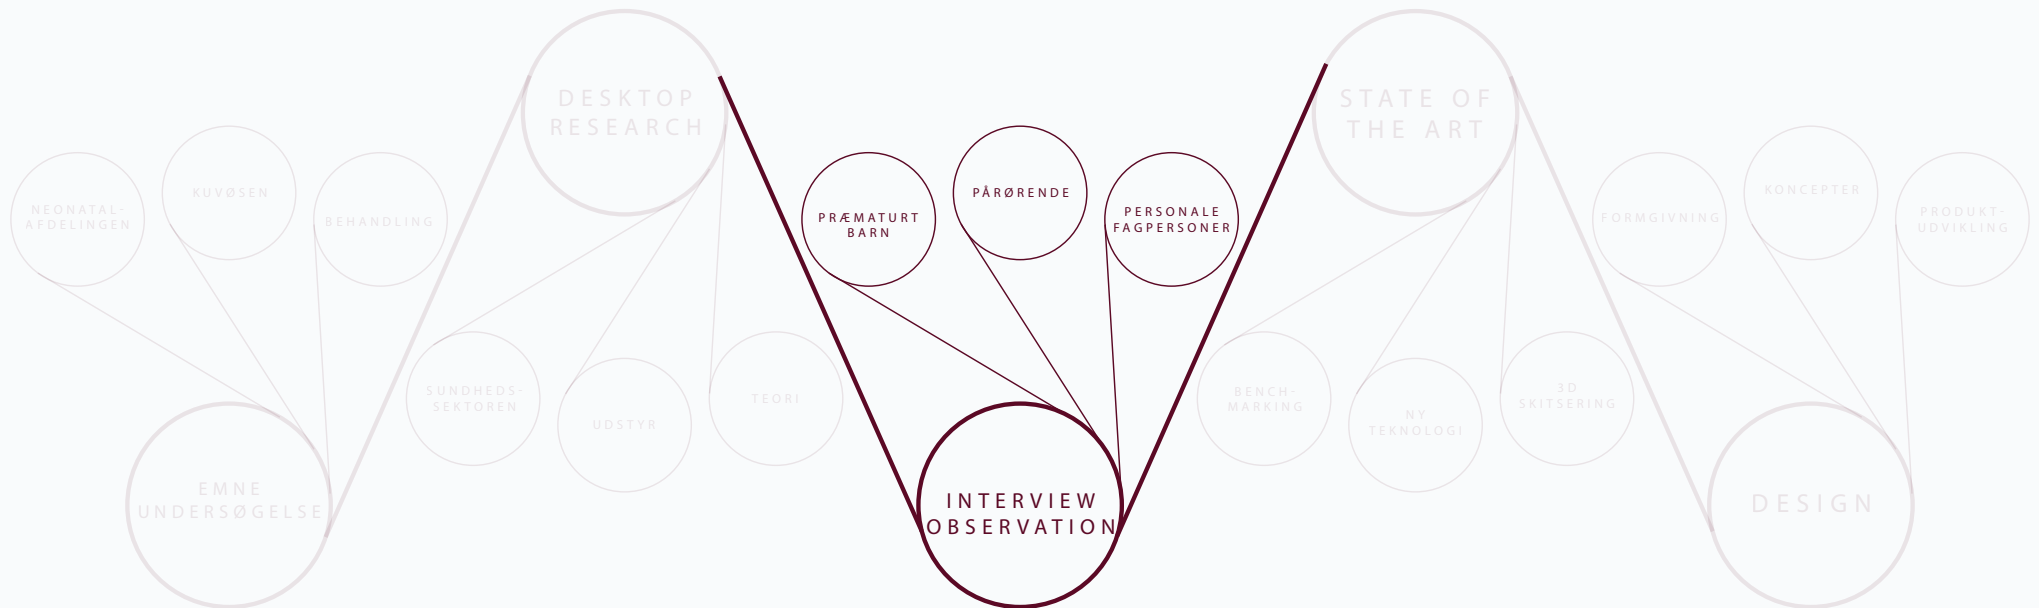 DESKTOP
RESEARCH
STATE OF
THE ART
NEONATAL-
AFDELINGEN
KUVØSEN
BEHANDLING
PRÆMATURT
BARN
PÅRØRENDE
PERSONALE
FAGPERSONER
FORMGIVNING
KONCEPTER
PRODUKT-
UDVIKLING
SUNDHEDS-
SEKTOREN
UDSTYR
TEORI
BENCH-
MARKING
NY
TEKNOLOGI
3D
SKITSERING
EMNE
UNDERSØGELSE
INTERVIEW
OBSERVATION
DESIGN